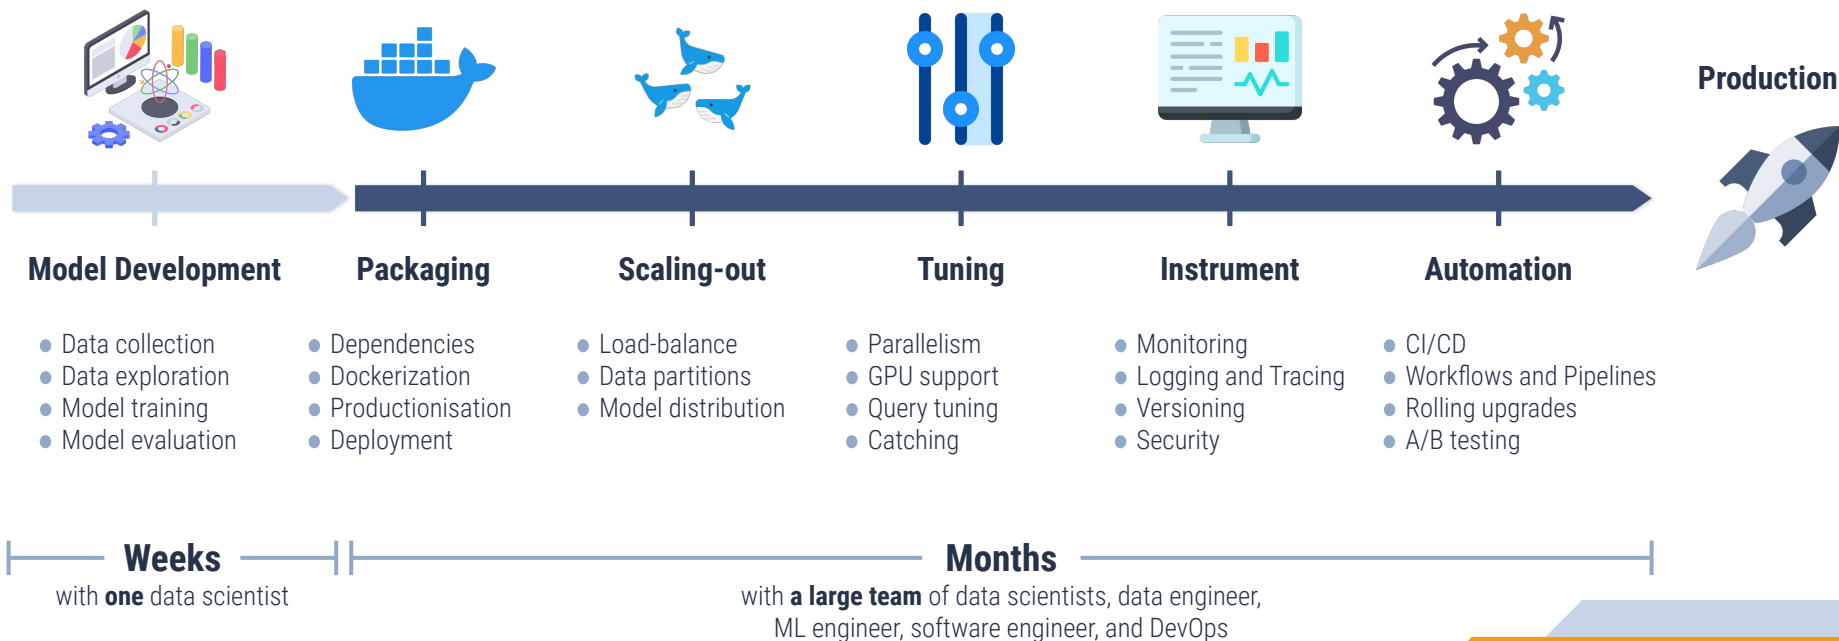 Production
Model Development
Data collection
Data exploration
Model training
Model evaluation
Packaging
Dependencies
Dockerization
Productionisation
Deployment
Scaling-out
Load-balance
Data partitions
Model distribution
Tuning
Parallelism
GPU support
Query tuning
Catching
Instrument
Monitoring
Logging and Tracing
Versioning
Security
Automation
CI/CD
Workflows and Pipelines
Rolling upgrades
A/B testing
Weeks
with one data scientist
Months
with a large team of data scientists, data engineer,
ML engineer, software engineer, and DevOps